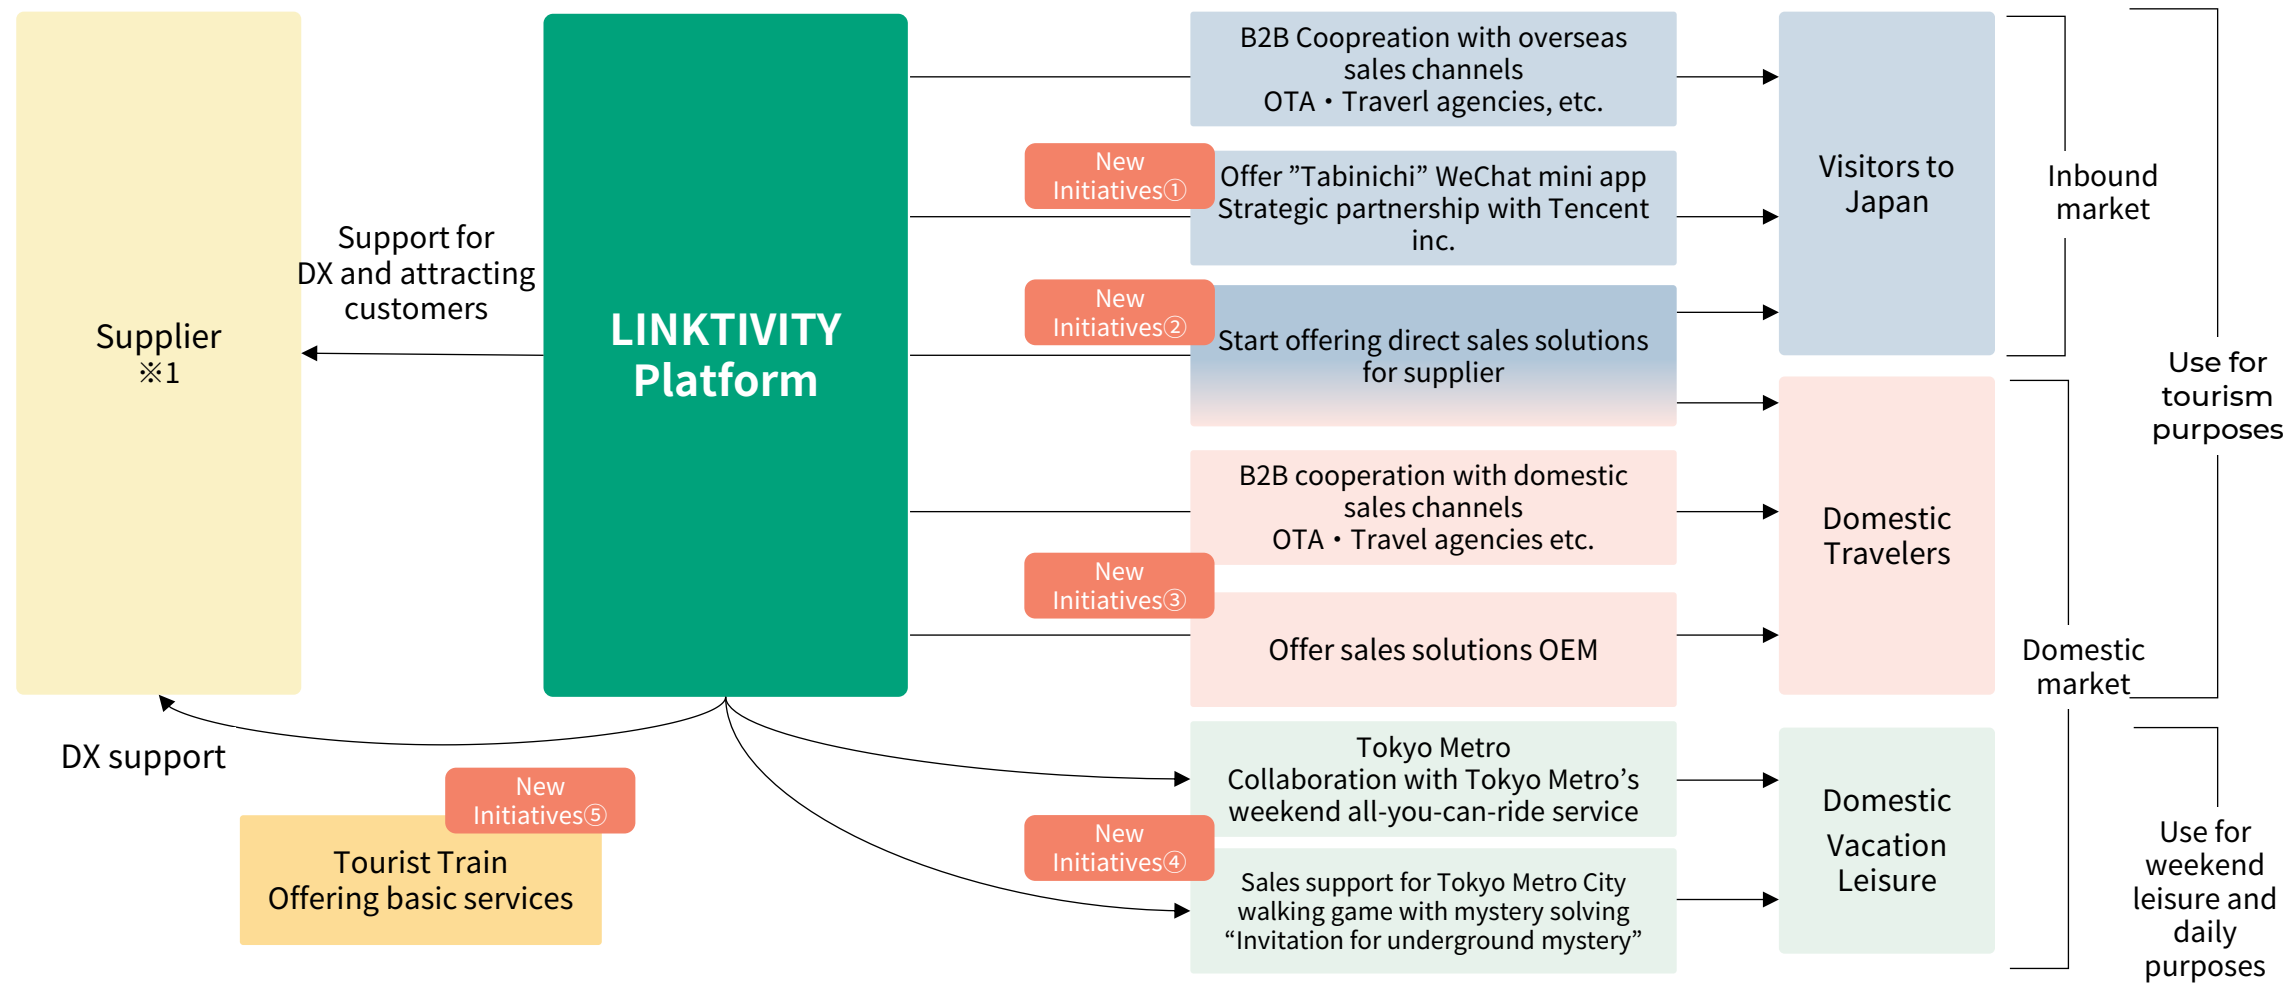 Supplier
※1
Support for
DX and attracting
customers
DX support
LINKTIVITY
Platform
New
Initiatives⑤
Tourist Train
Offering basic services
B2B Coopreation with overseas
sales channels
OTA・Traverl agencies, etc.
New
Initiatives①
Offer ”Tabinichi” WeChat mini app
Strategic partnership with Tencent
inc.
New
Initiatives②
Start offering direct sales solutions
for supplier
B2B cooperation with domestic
sales channels
OTA・Travel agencies etc.
New
Initiatives③
Offer sales solutions OEM
Tokyo Metro
Collaboration with Tokyo Metro’s
weekend all-you-can-ride service
New
Initiatives④
Sales support for Tokyo Metro City
walking game with mystery solving
“Invitation for underground mystery”
Visitors to
Japan
Domestic
Travelers
Domestic
Vacation
Leisure
Inbound
market
Domestic
market
Use for
tourism
purposes
Use for
weekend
leisure and
daily
purposes